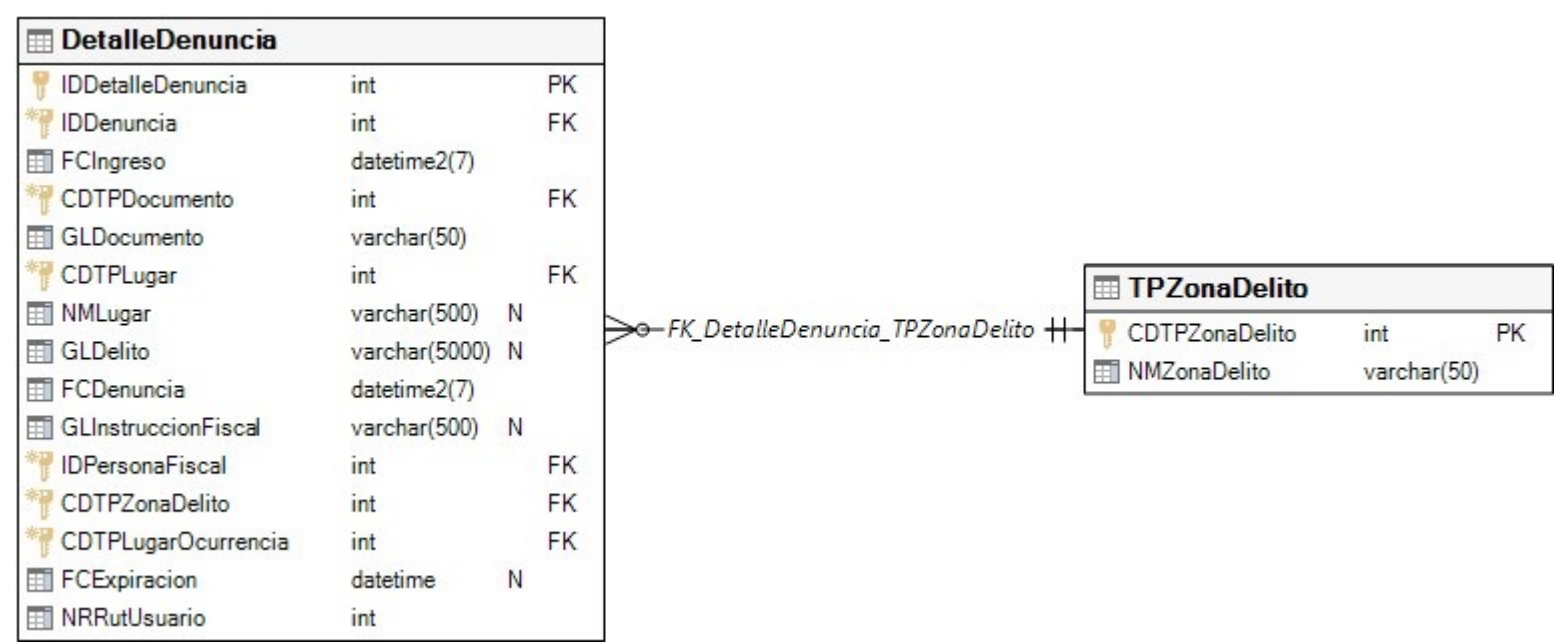 DetalleDenuncia
IDDetalleDenuncia int PK
IDDenuncia int FK
FCIngreso datetime2(7)
CDTPDocumento int FK
GLDocumento varchar(50)
CDTPLugar int FK
NMLugar varchar(500) N
GLDelito varchar(5000) N
FCDenuncia datetime2(7)
GLInstruccionFiscal varchar(500) N
IDPersonaFiscal int FK
CDTPZonaDelito int FK
CDTPLugarOcurrencia int FK
FCExpiracion datetime N
NRRutUsuario int
FK_DetalleDenuncia_TPZonaDelito
TPZonaDelito
CDTPZonaDelito int PK
NMZonaDelito varchar(50)